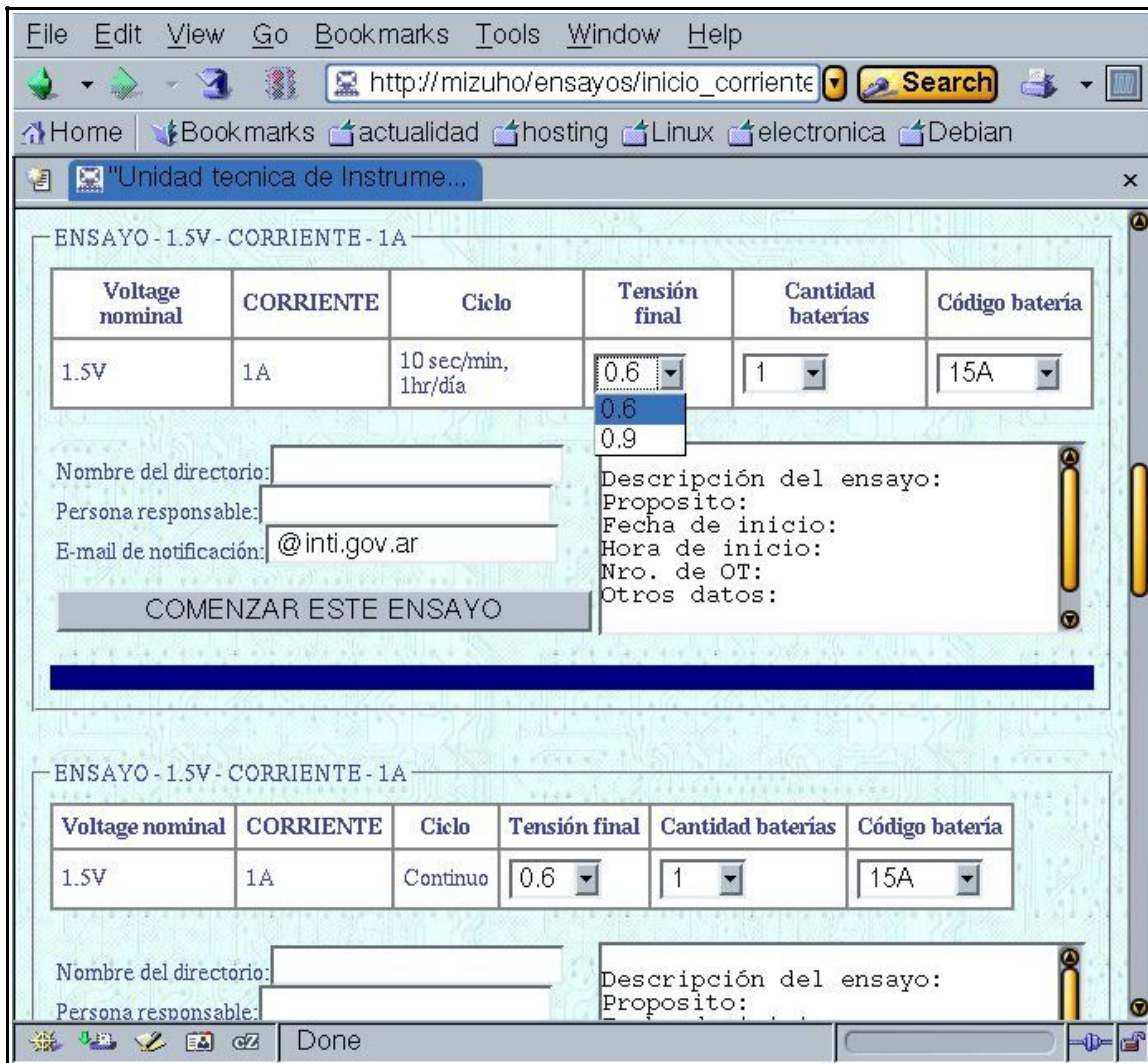 File Edit View Go Bookmarks Tools Window Help
http://mizuho/ensayos/inicio_corriente Search
Home Bookmarks actualidad hosting Linux electronica Debian
"Unidad tecnica de Instrume...
ENSAYO - 1.5V - CORRIENTE - 1A
Voltage nominal CORRIENTE Ciclo Tensión final Cantidad baterías Código batería
1.5V 1A 10 sec/min, 1hr/día 0.6 1 15A
0.6
0.9
Nombre del directorio:
Persona responsable:
E-mail de notificación: @inti.gov.ar
COMENZAR ESTE ENSAYO
Descripción del ensayo:
Proposito:
Fecha de inicio:
Hora de inicio:
Nro. de OT:
Otros datos:
ENSAYO - 1.5V - CORRIENTE - 1A
Voltage nominal CORRIENTE Ciclo Tensión final Cantidad baterías Código batería
1.5V 1A Continuo 0.6 1 15A
Nombre del directorio:
Persona responsable:
Descripción del ensayo:
Proposito:
Done